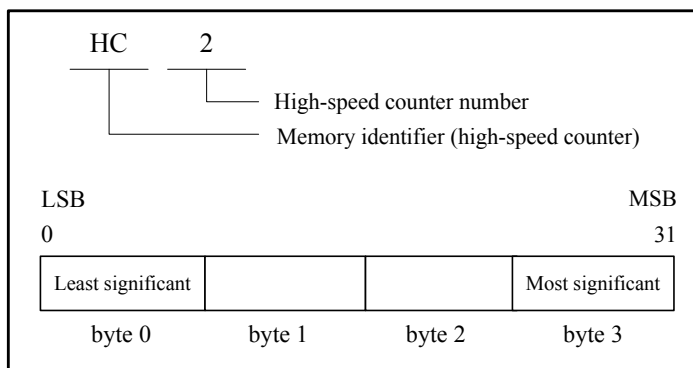 HC 2
High-speed counter number
Memory identifier (high-speed counter)
LSB MSB
0 31
Least significant Most significant
byte 0 byte 1 byte 2 byte 3